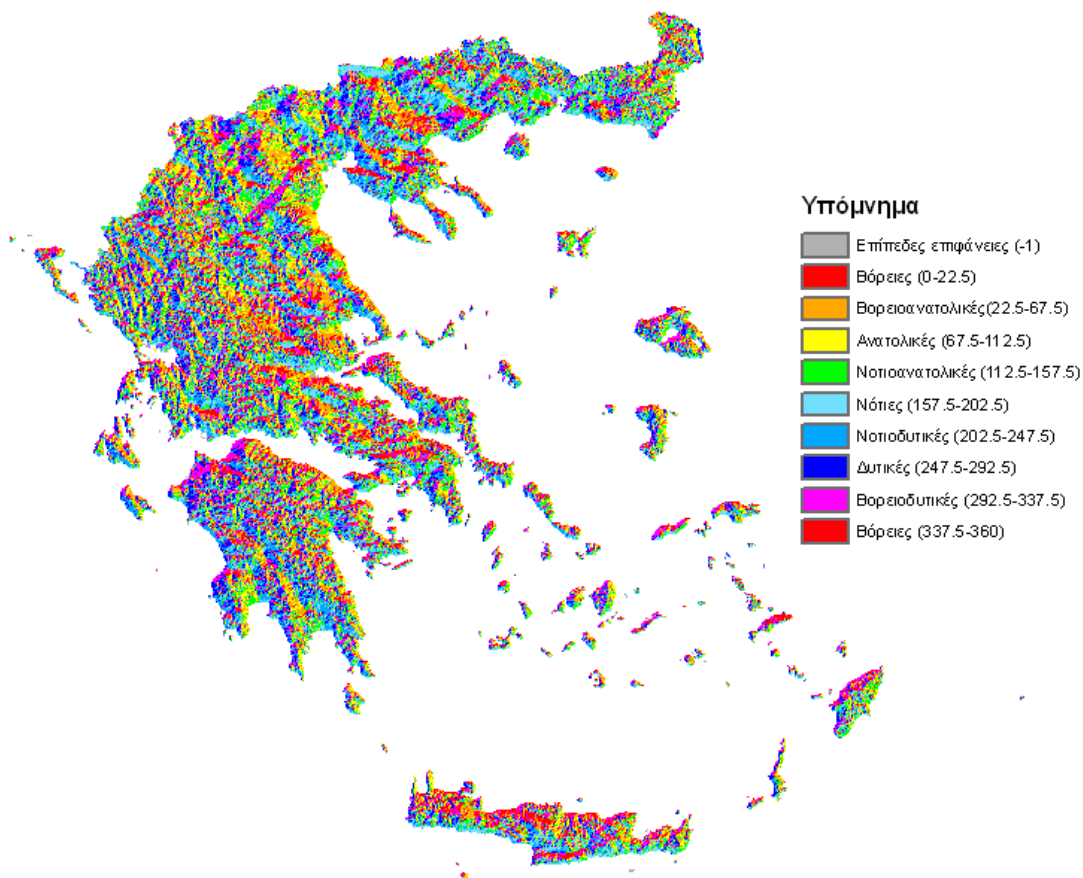 Υπόμνημα
Επίπεδες επιφάνειες (-1)
Βόρειες (0-22.5)
Βορειοανατολικές(22.5-67.5)
Ανατολικές (67.5-112.5)
Νοτιοανατολικές (112.5-157.5)
Νότιες (157.5-202.5)
Νοτιοδυτικές (202.5-247.5)
Δυτικές (247.5-292.5)
Βορειοδυτικές (292.5-337.5)
Βόρειες (337.5-360)